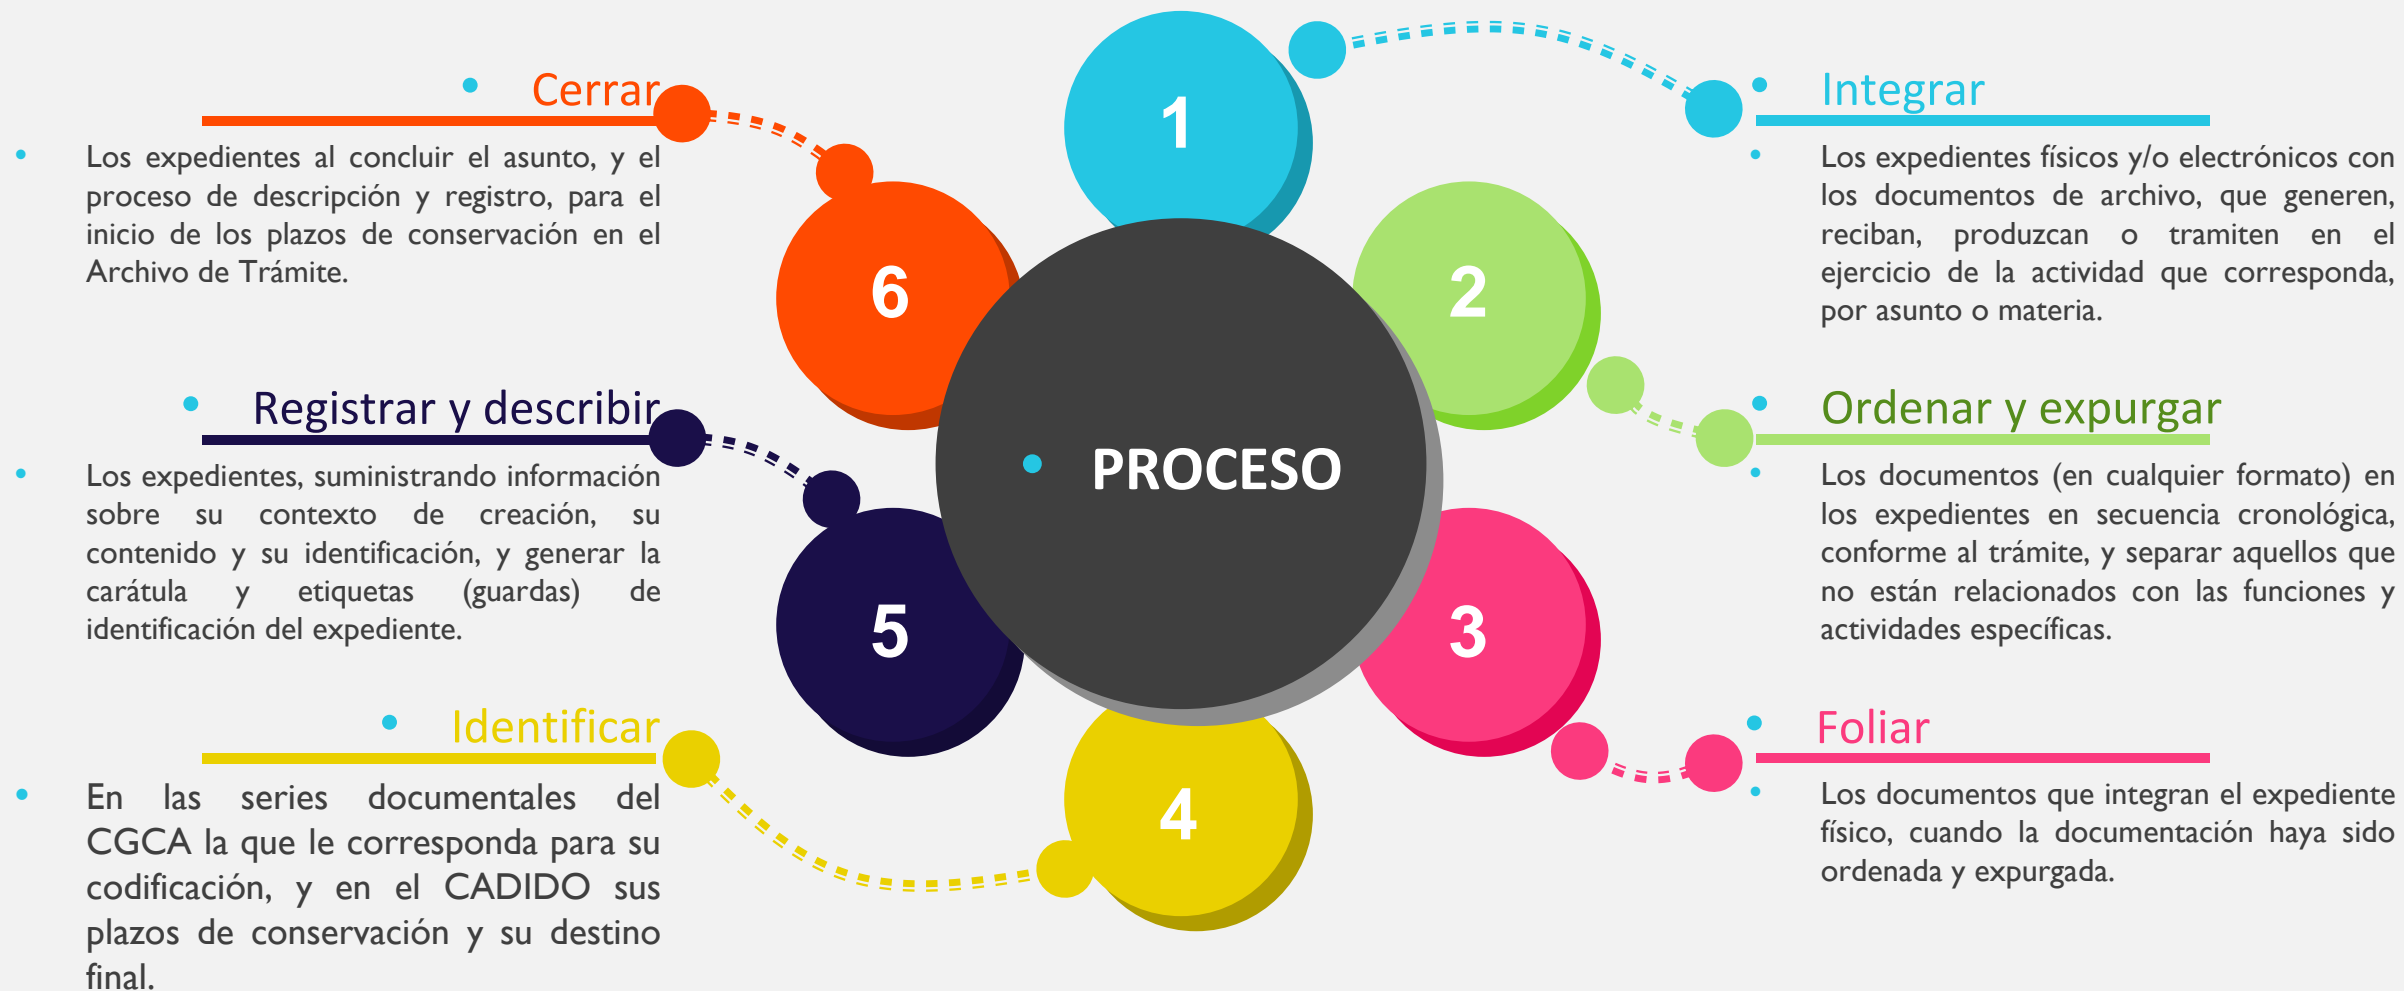 1
• Integrar
• Los expedientes físicos y/o electrónicos con
los documentos de archivo, que generen,
reciban, produzcan o tramiten en el
ejercicio de la actividad que corresponda,
por asunto o materia.
2
• Ordenar y expurgar
• Los documentos (en cualquier formato) en
los expedientes en secuencia cronológica,
conforme al trámite, y separar aquellos que
no están relacionados con las funciones y
actividades específicas.
3
• Foliar
• Los documentos que integran el expediente
físico, cuando la documentación haya sido
ordenada y expurgada.
4
• Identificar
• En las series documentales del
CGCA la que le corresponda para su
codificación, y en el CADIDO sus
plazos de conservación y su destino
final.
5
• Registrar y describir
• Los expedientes, suministrando información
sobre su contexto de creación, su
contenido y su identificación, y generar la
carátula y etiquetas (guardas) de
identificación del expediente.
6
• Cerrar
• Los expedientes al concluir el asunto, y el
proceso de descripción y registro, para el
inicio de los plazos de conservación en el
Archivo de Trámite.
• PROCESO